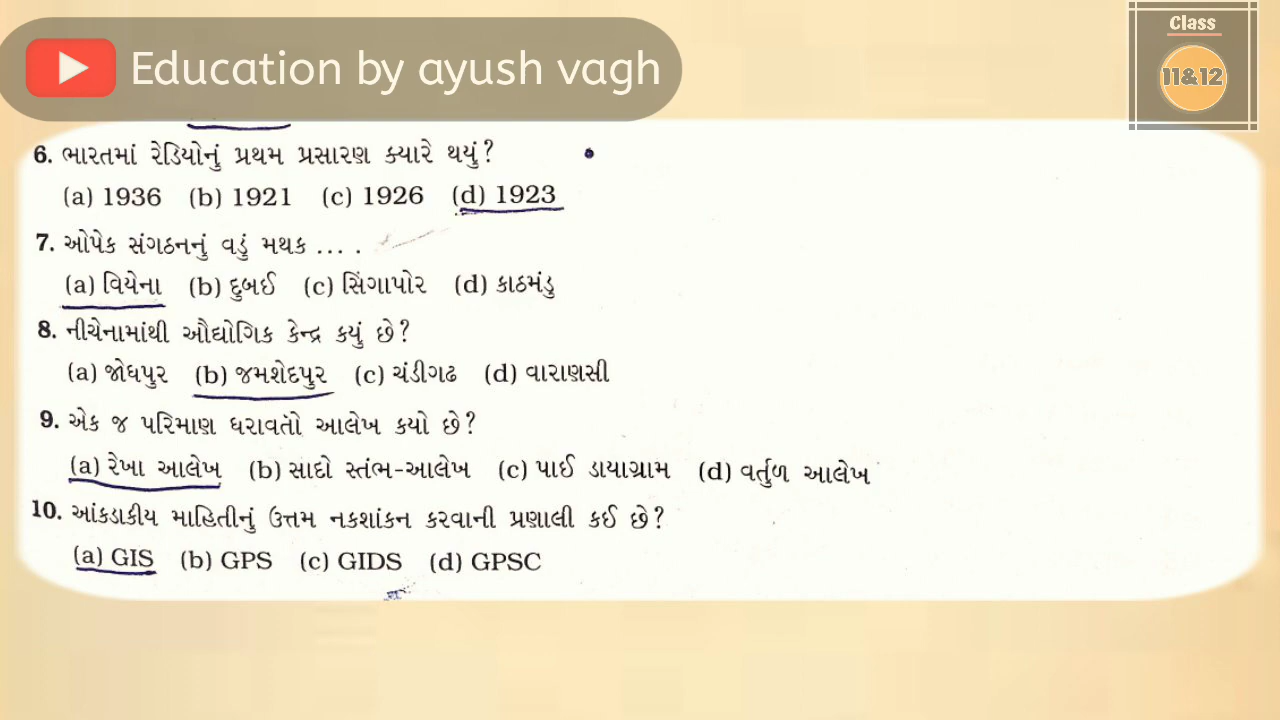 Education by ayush vagh
Class
11&12
6. ભારતમાં રેડિયોનું પ્રથમ પ્રસારણ ક્યારે થયું?
(a) 1936 (b) 1921 (c) 1926 (d) 1923
7. ઓપેક સંગઠનનું વડું મથક ... .
(a) વિયેના (b) દુબઈ (c) સિંગાપોર (d) કાઠમંડુ
8. નીચેનામાંથી ઔદ્યોગિક કેન્દ્ર કયું છે?
(a) જોધપુર (b) જમશેદપુર (c) ચંડીગઢ (d) વારાણસી
9. એક જ પરિમાણ ધરાવતો આલેખ કયો છે?
(a) રેખા આલેખ (b) સાદો સ્તંભ-આલેખ (c) પાઈ ડાયાગ્રામ (d) વર્તુળ આલેખ
10. આંકડાકીય માહિતીનું ઉત્તમ નકશાંકન કરવાની પ્રણાલી કઈ છે?
(a) GIS (b) GPS (c) GIDS (d) GPSC